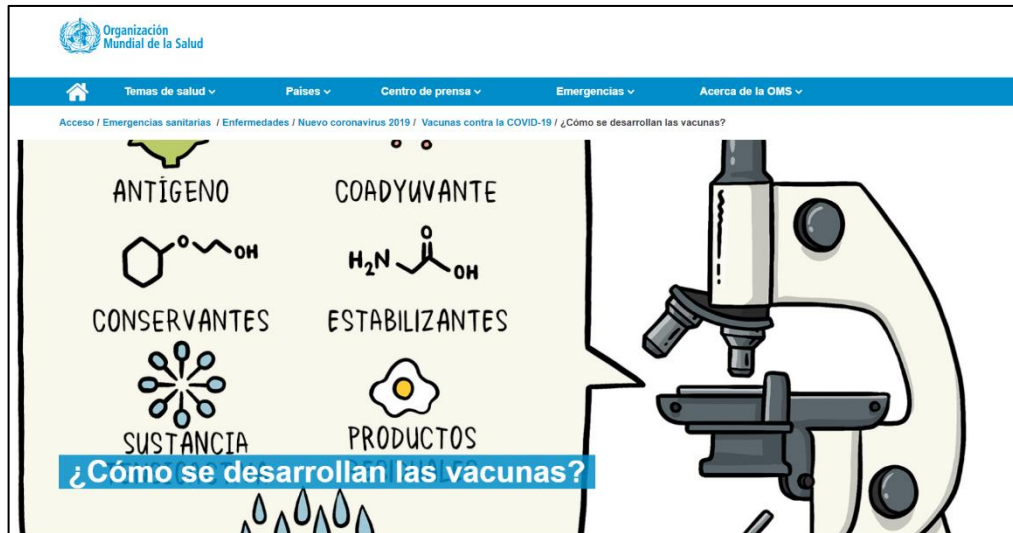 Organización
Mundial de la Salud
Temas de salud Países Centro de prensa Emergencias Acerca de la OMS
Acceso / Emergencias sanitarias / Enfermedades / Nuevo coronavirus 2019 / Vacunas contra la COVID-19 / ¿Cómo se desarrollan las vacunas?
ANTÍGENO COADYUVANTE
O OH H₂N O OH
CONSERVANTES ESTABILIZANTES
SUSTANCIA PRODUCTOS
¿Cómo se desarrollan las vacunas?